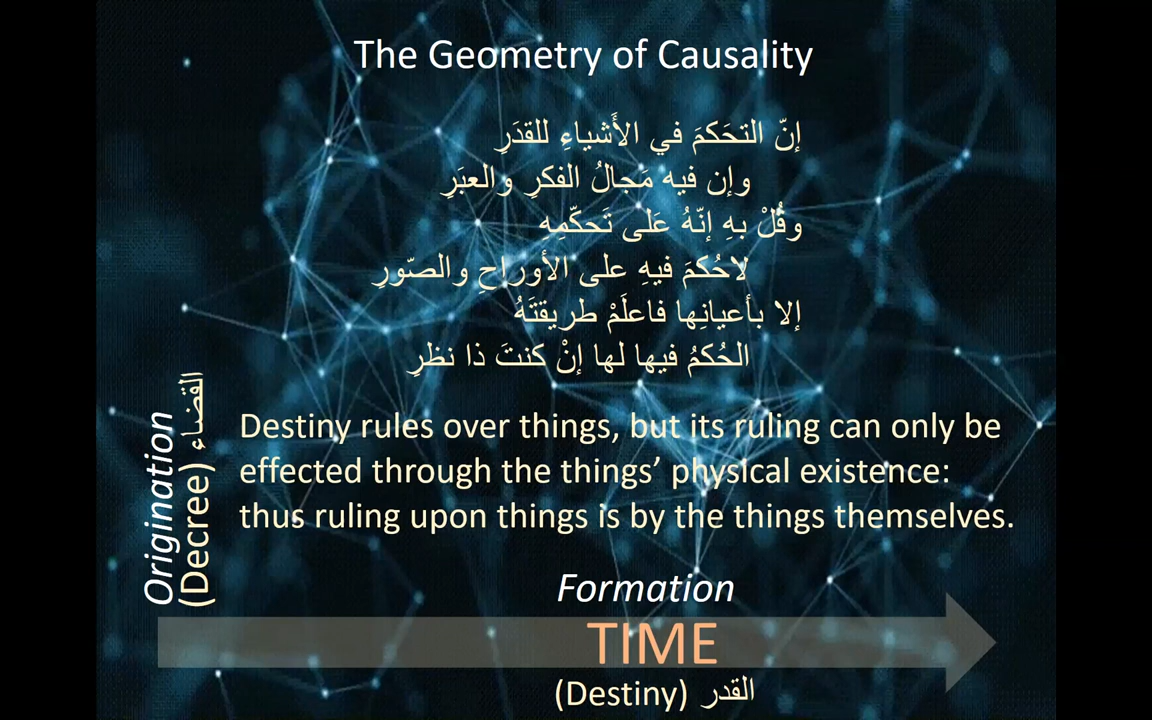 The Geometry of Causality
إنّ التحَكمَ في الأَشياءِ للقدَرِ
وإن فيه مَجالُ الفكرِ والعبَرِ
وقُلْ بهِ إنّهُ عَلى تَحكّمِهِ
لاحُكمَ فيهِ على الأوراحِ والصّورِ
إلا بأعيانِها فاعلَمْ طريقتَهُ
الحُكمُ فيها لها إنْ كنتَ ذا نظرِ
Destiny rules over things, but its ruling can only be
effected through the things’ physical existence:
thus ruling upon things is by the things themselves.
Origination
(Decree) القضاء
Formation
TIME
(Destiny) القدر